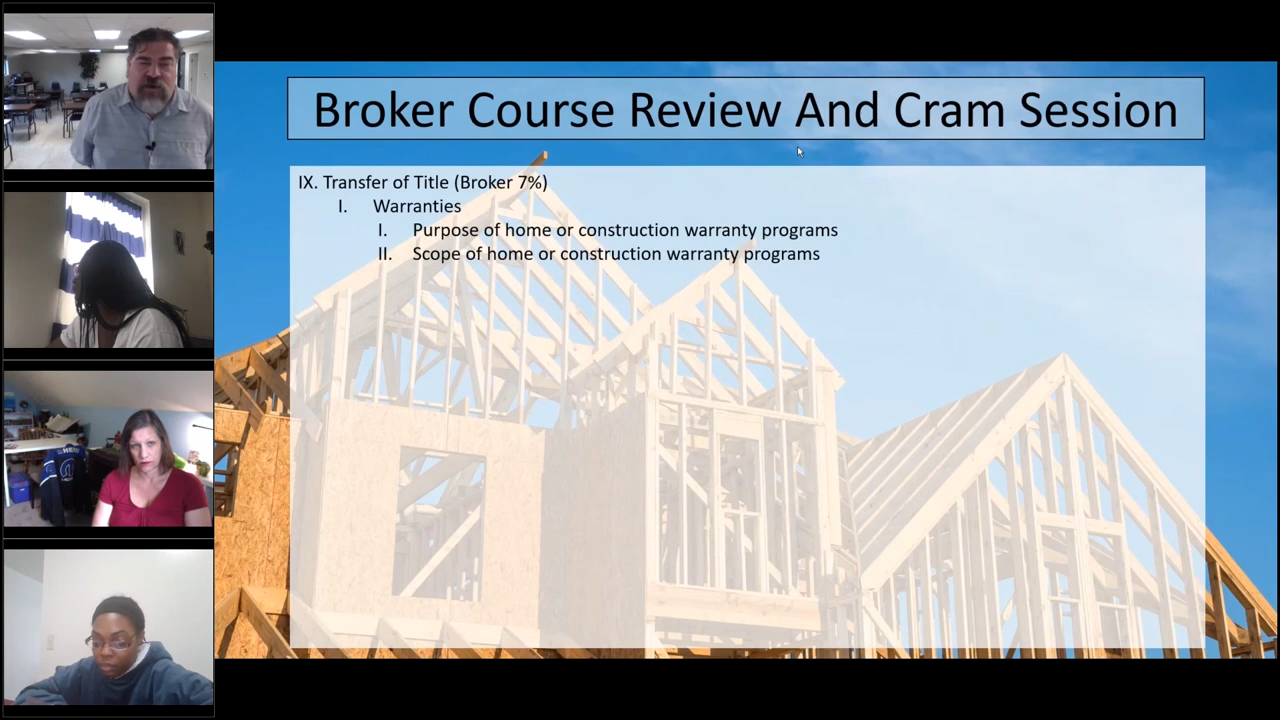 Broker Course Review And Cram Session
IX. Transfer of Title (Broker 7%)
I. Warranties
I. Purpose of home or construction warranty programs
II. Scope of home or construction warranty programs